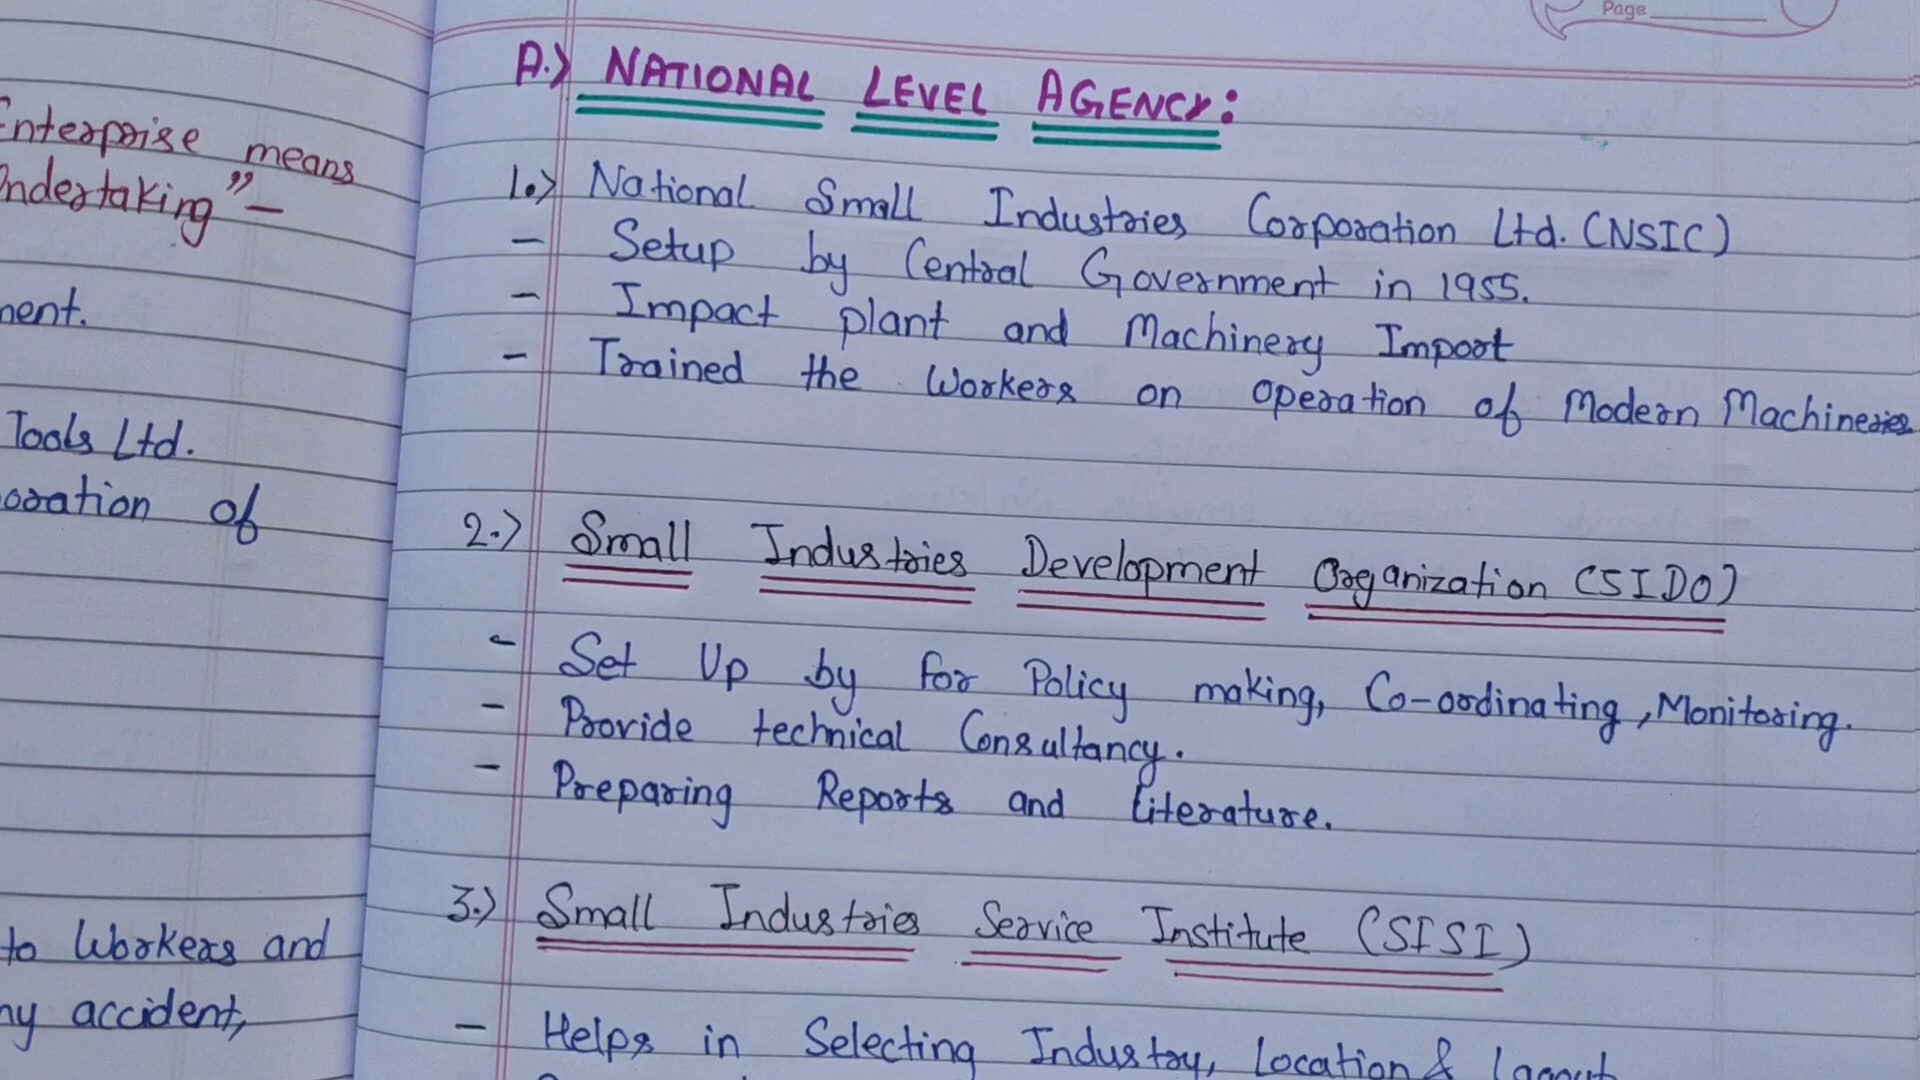 Page
Enterprise means
Undertaking" –
ment.
Tools Ltd.
oration of
to Workers and
ny accident,
A.) NATIONAL LEVEL AGENCY:
1.) National Small Industries Corporation Ltd. (NSIC)
– Setup by Central Government in 1955.
– Impact plant and Machinery Import
– Trained the Workers on Operation of Modern Machineries
2.) Small Industries Development Organization (SIDO)
– Set Up by for Policy making, Co-ordinating, Monitoring.
– Provide technical Consultancy.
– Preparing Reports and Literature.
3.) Small Industries Service Institute (SISI)
– Helps in Selecting Industry, Location & Layout